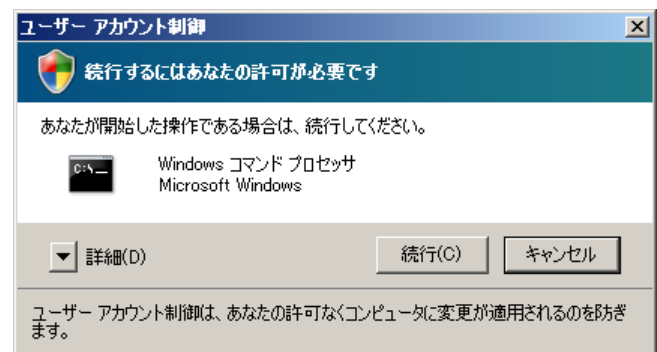 ユーザー アカウント制御
続行するにはあなたの許可が必要です
あなたが開始した操作である場合は、続行してください。
C:\_
Windows コマンド プロセッサ
Microsoft Windows
詳細(D)
続行(C)
キャンセル
ユーザー アカウント制御は、あなたの許可なくコンピュータに変更が適用されるのを防ぎ
ます。